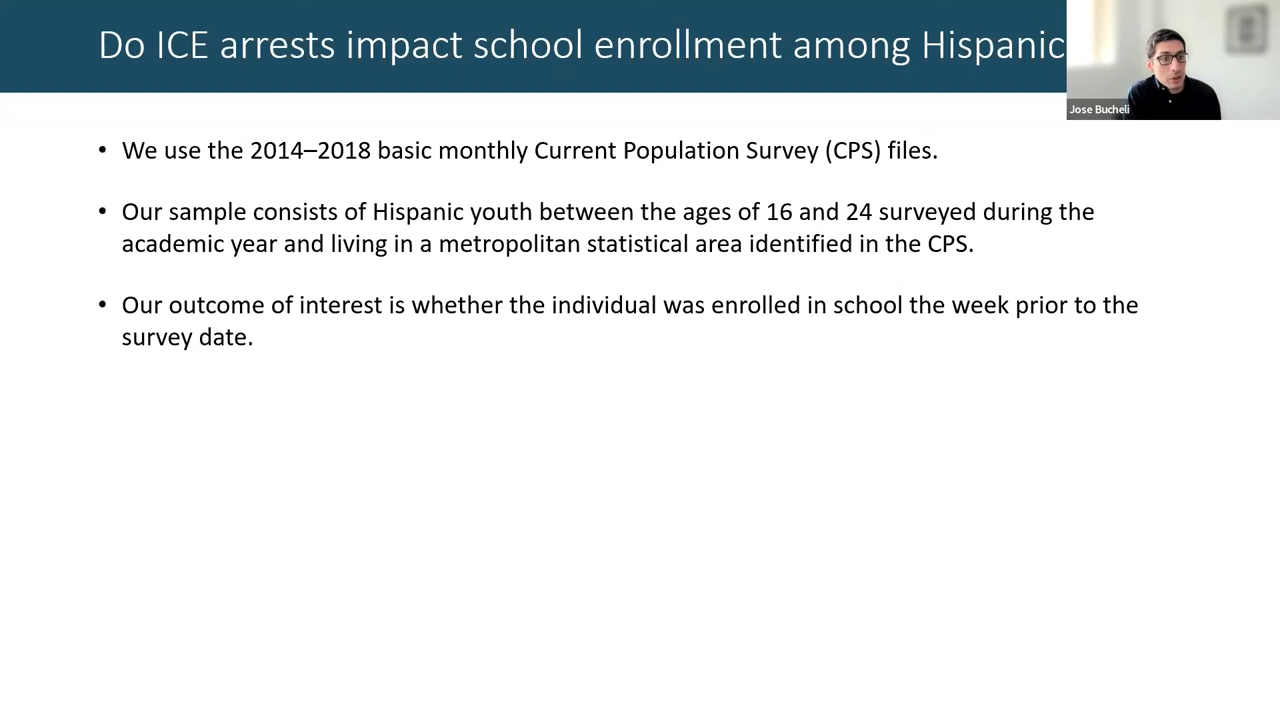 Do ICE arrests impact school enrollment among Hispanic
Jose Bucheli
• We use the 2014–2018 basic monthly Current Population Survey (CPS) files.
• Our sample consists of Hispanic youth between the ages of 16 and 24 surveyed during the
academic year and living in a metropolitan statistical area identified in the CPS.
• Our outcome of interest is whether the individual was enrolled in school the week prior to the
survey date.